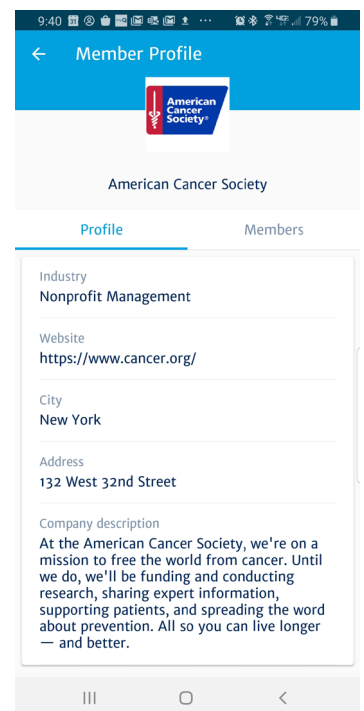 9:40
31
79%
Member Profile
American
Cancer
Society®
American Cancer Society
Profile
Members
Industry
Nonprofit Management
Website
https://www.cancer.org/
City
New York
Address
132 West 32nd Street
Company description
At the American Cancer Society, we're on a
mission to free the world from cancer. Until
we do, we'll be funding and conducting
research, sharing expert information,
supporting patients, and spreading the word
about prevention. All so you can live longer
— and better.